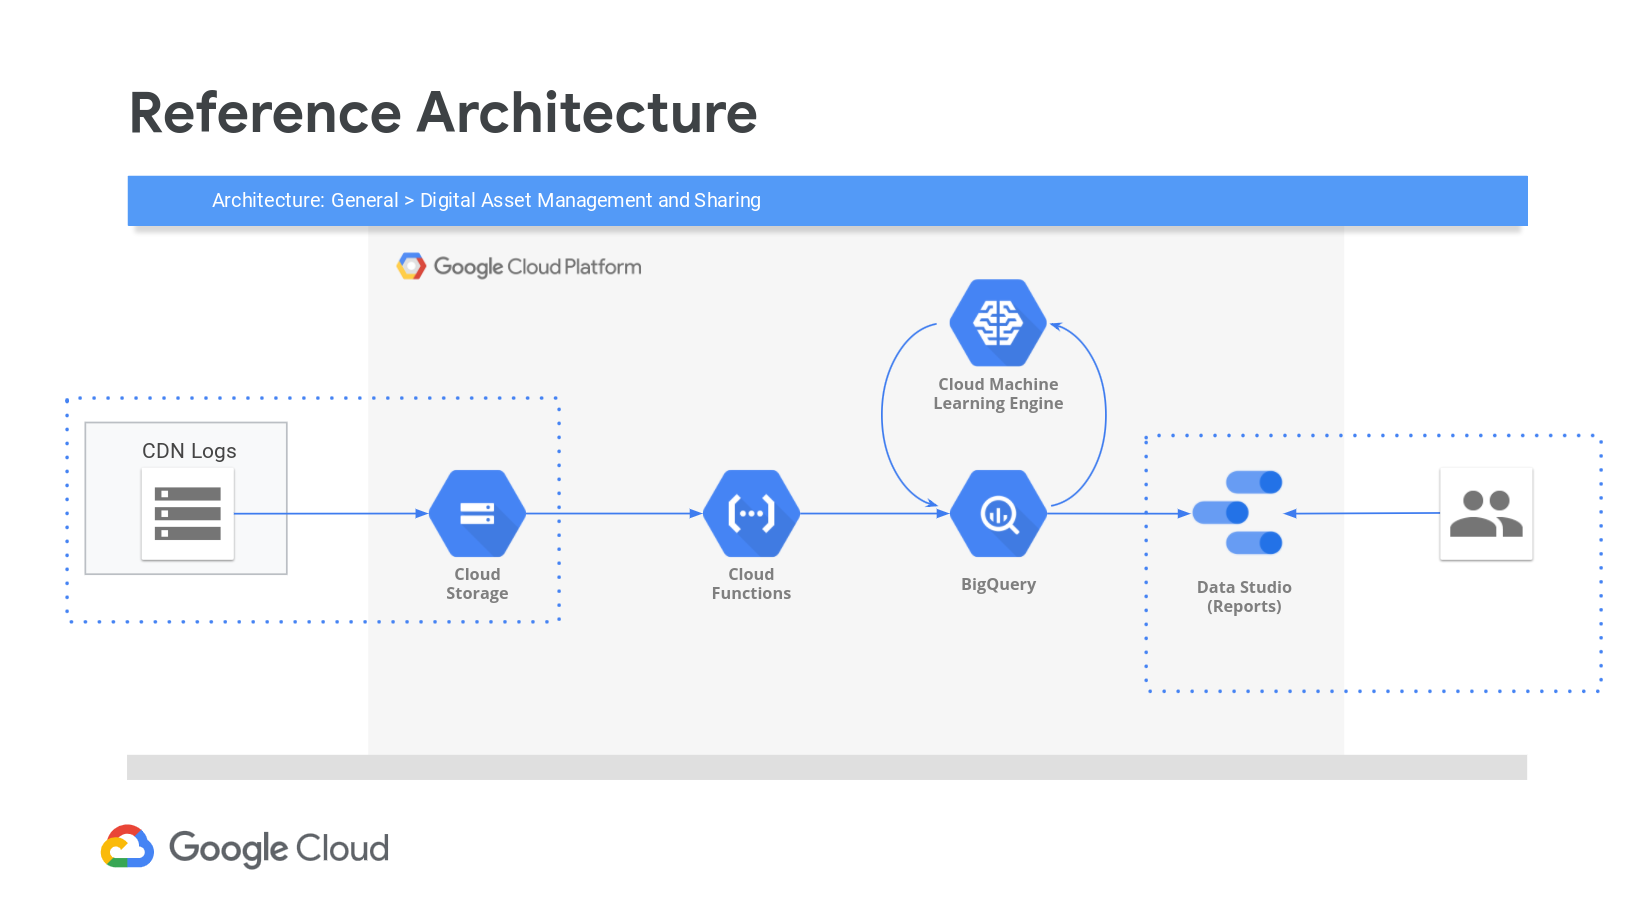 Reference Architecture
Architecture: General > Digital Asset Management and Sharing
Google Cloud Platform
Cloud Machine
Learning Engine
CDN Logs
Cloud
Storage
Cloud
Functions
BigQuery
Data Studio
(Reports)
Google Cloud